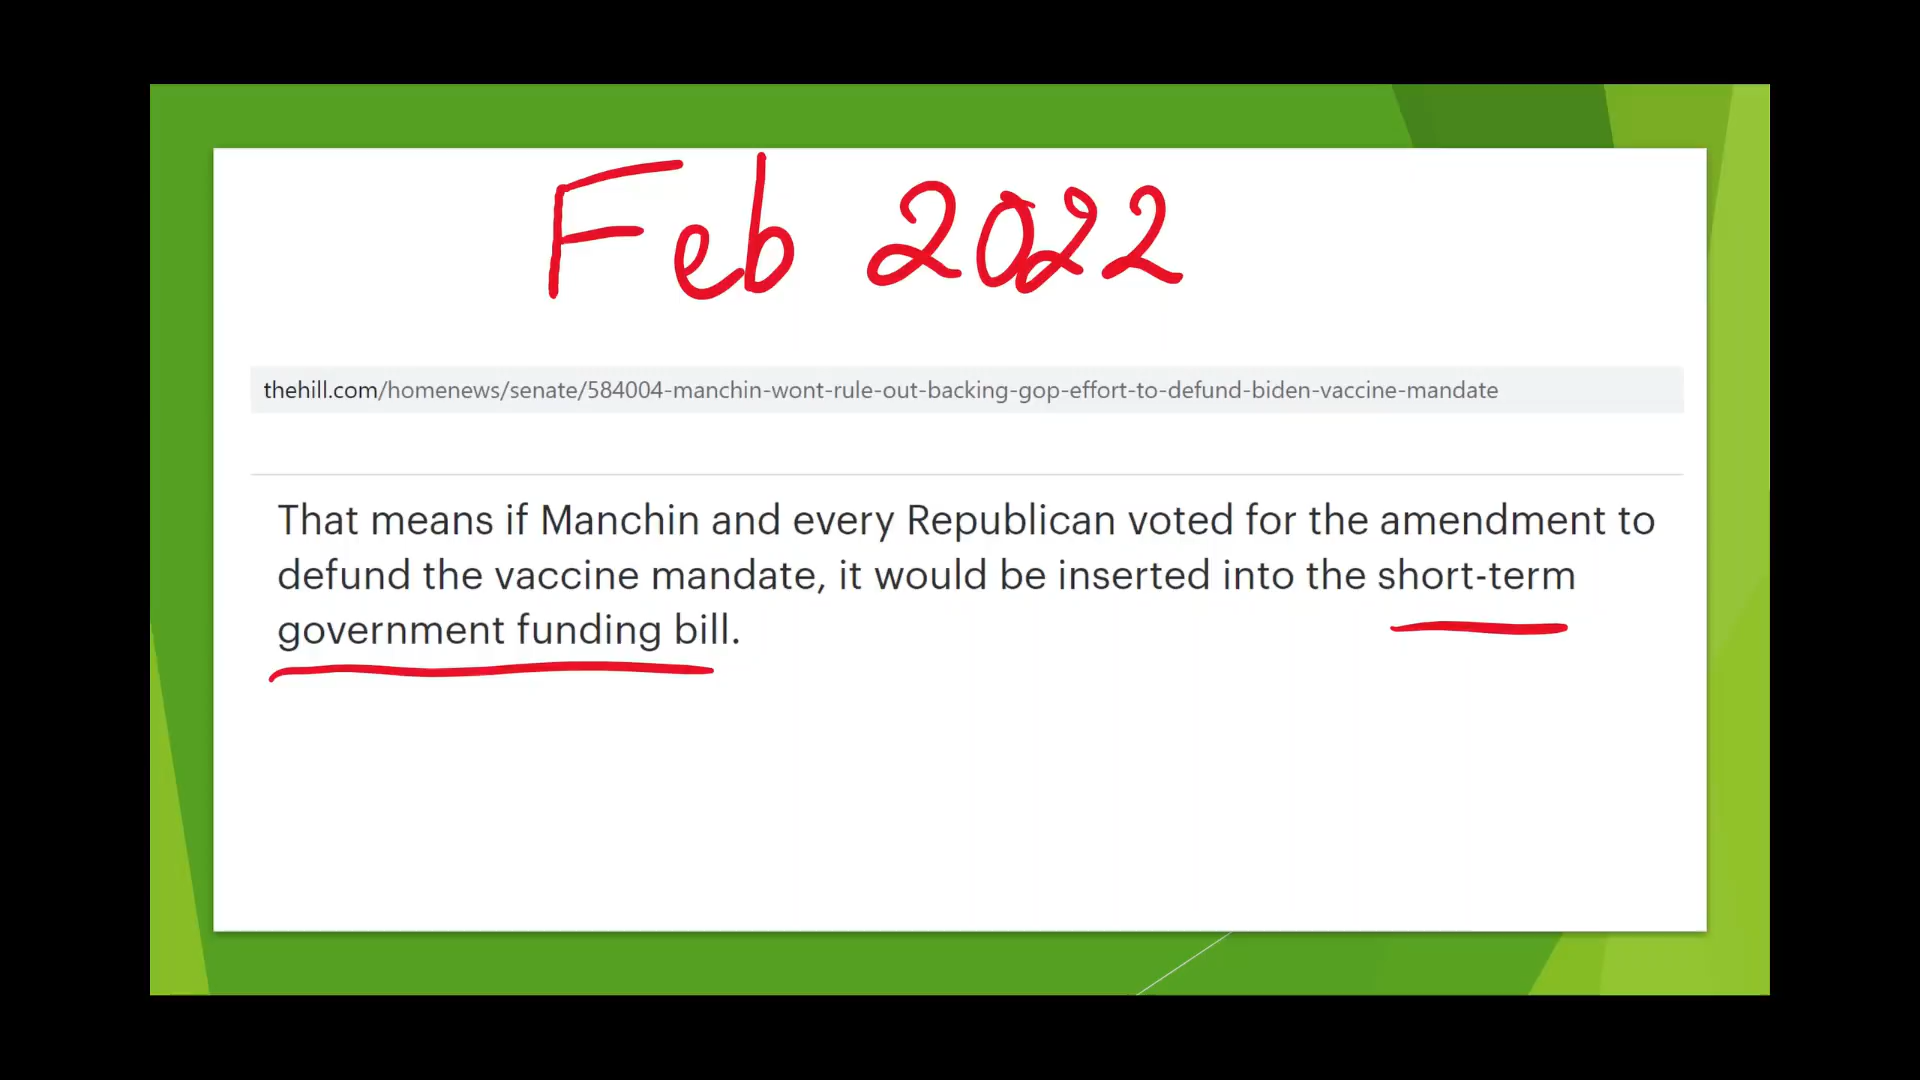 Feb 2022
thehill.com/homenews/senate/584004-manchin-wont-rule-out-backing-gop-effort-to-defund-biden-vaccine-mandate
That means if Manchin and every Republican voted for the amendment to
defund the vaccine mandate, it would be inserted into the short-term
government funding bill.